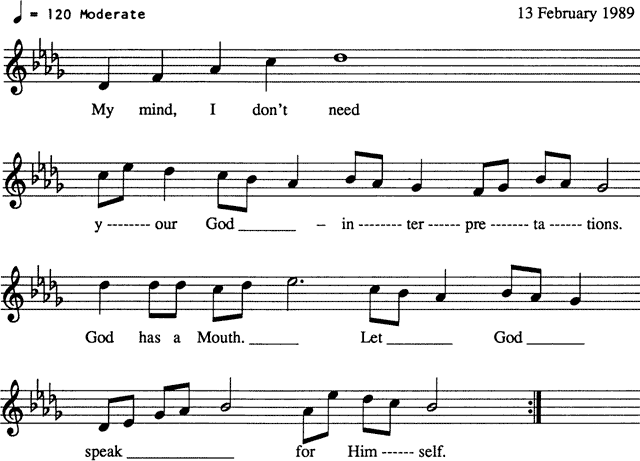 ♩ = 120 Moderate 13 February 1989
My mind, I don't need
y -------- our God _______ – in -------- ter ------ pre ------- ta ------ tions.
God has a Mouth. ______ Let ________ God _______
speak _____________ for Him ------ self.